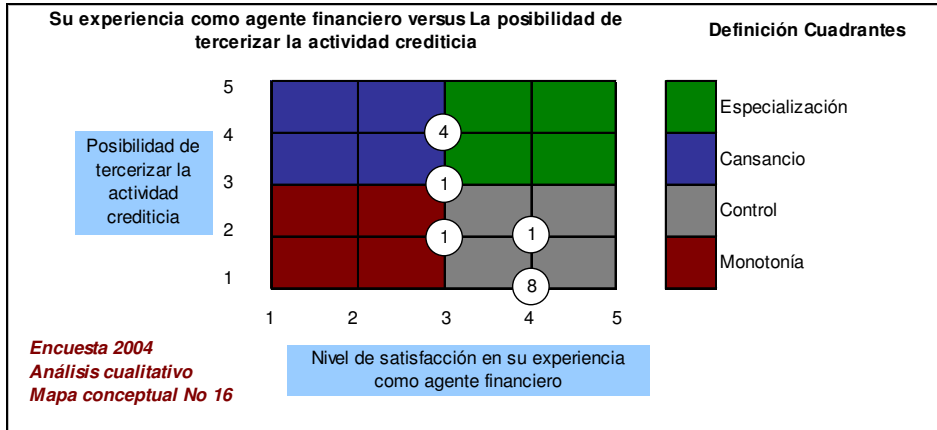 Su experiencia como agente financiero versus La posibilidad de
tercerizar la actividad crediticia
Definición Cuadrantes
Posibilidad de
tercerizar la
actividad
crediticia
5
4
3
2
1
4
1
1
1
8
1 2 3 4 5
Nivel de satisfacción en su experiencia
como agente financiero
Especialización
Cansancio
Control
Monotonía
Encuesta 2004
Análisis cualitativo
Mapa conceptual No 16